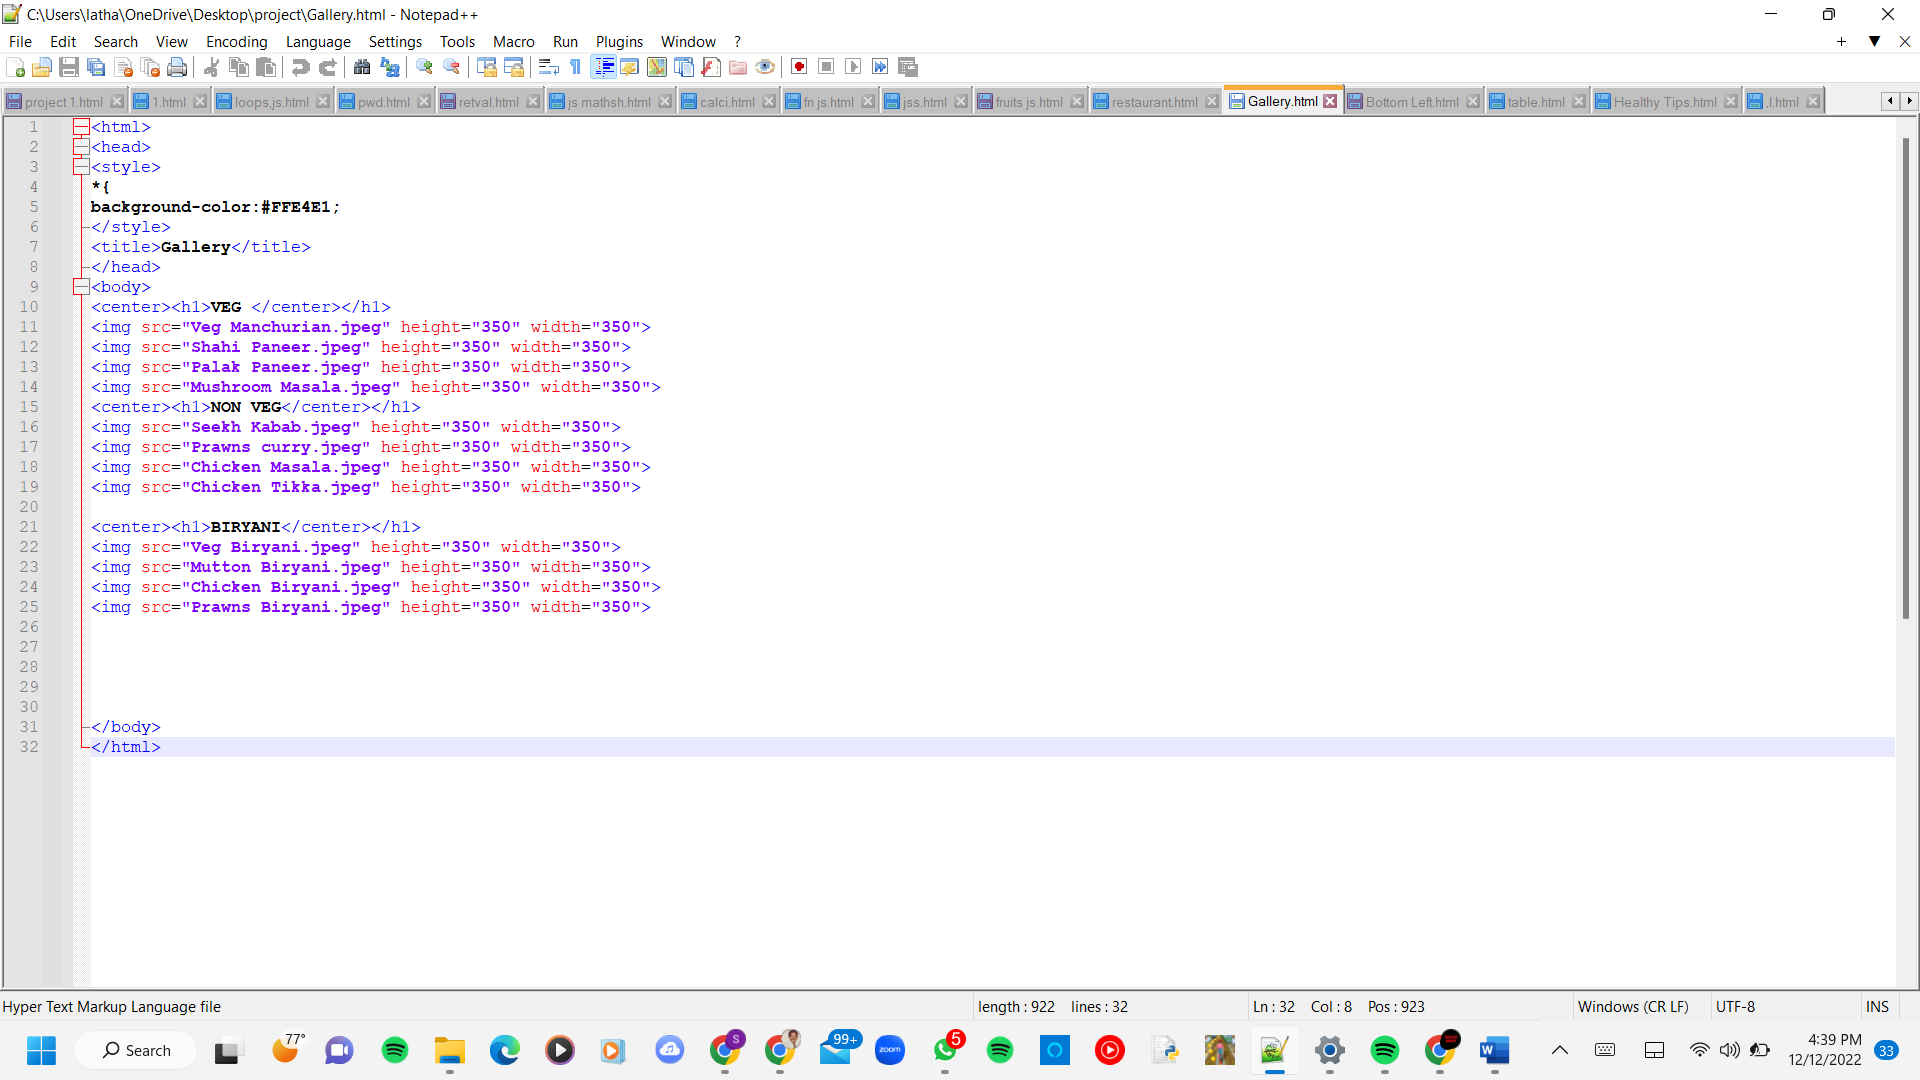 C:\Users\latha\OneDrive\Desktop\project\Gallery.html - Notepad++
File Edit Search View Encoding Language Settings Tools Macro Run Plugins Window ?
project 1.html 1.html loops,js.html pwd.html retval.html js mathsh.html calci.html fn js.html jss.html fruits js.html restaurant.html Gallery.html Bottom Left.html table.html Healthy Tips.html ,l.html
1 <html>
2 <head>
3 <style>
4 *{
5 background-color:#FFE4E1;
6 </style>
7 <title>Gallery</title>
8 </head>
9 <body>
10 <center><h1>VEG </center></h1>
11 <img src="Veg Manchurian.jpeg" height="350" width="350">
12 <img src="Shahi Paneer.jpeg" height="350" width="350">
13 <img src="Palak Paneer.jpeg" height="350" width="350">
14 <img src="Mushroom Masala.jpeg" height="350" width="350">
15 <center><h1>NON VEG</center></h1>
16 <img src="Seekh Kabab.jpeg" height="350" width="350">
17 <img src="Prawns curry.jpeg" height="350" width="350">
18 <img src="Chicken Masala.jpeg" height="350" width="350">
19 <img src="Chicken Tikka.jpeg" height="350" width="350">
20
21 <center><h1>BIRYANI</center></h1>
22 <img src="Veg Biryani.jpeg" height="350" width="350">
23 <img src="Mutton Biryani.jpeg" height="350" width="350">
24 <img src="Chicken Biryani.jpeg" height="350" width="350">
25 <img src="Prawns Biryani.jpeg" height="350" width="350">
26
27
28
29
30
31 </body>
32 </html>
Hyper Text Markup Language file length : 922 lines : 32 Ln : 32 Col : 8 Pos : 923 Windows (CR LF) UTF-8 INS
Search 77° S 99+ zoom 5 W 4:39 PM
12/12/2022 33